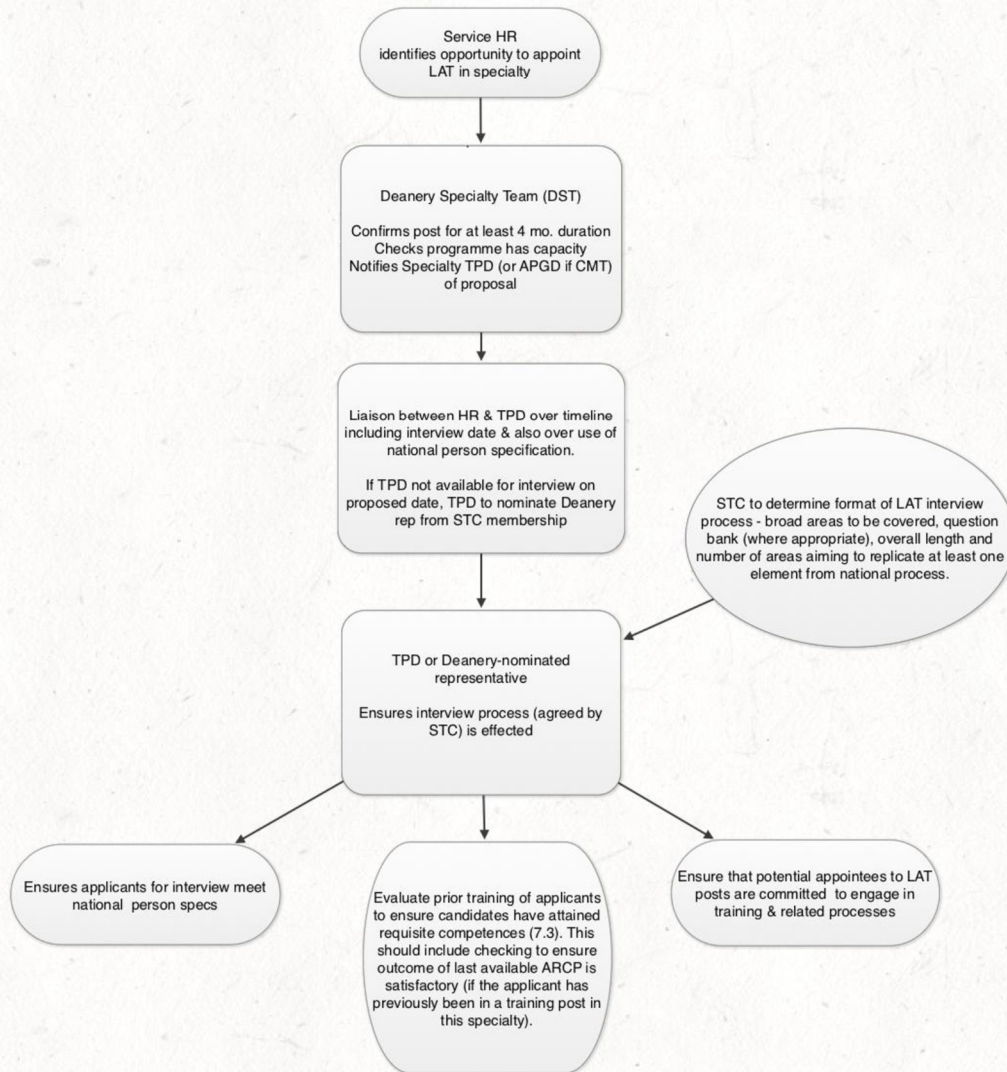 Service HR
identifies opportunity to appoint
LAT in specialty
Deanery Specialty Team (DST)
Confirms post for at least 4 mo. duration
Checks programme has capacity
Notifies Specialty TPD (or APGD if CMT)
of proposal
Liaison between HR & TPD over timeline
including interview date & also over use of
national person specification.
If TPD not available for interview on
proposed date, TPD to nominate Deanery
rep from STC membership
STC to determine format of LAT interview
process - broad areas to be covered, question
bank (where appropriate), overall length and
number of areas aiming to replicate at least one
element from national process.
TPD or Deanery-nominated
representative
Ensures interview process (agreed by
STC) is effected
Ensures applicants for interview meet
national person specs
Evaluate prior training of applicants
to ensure candidates have attained
requisite competences (7.3). This
should include checking to ensure
outcome of last available ARCP is
satisfactory (if the applicant has
previously been in a training post in
this specialty).
Ensure that potential appointees to LAT
posts are committed to engage in
training & related processes